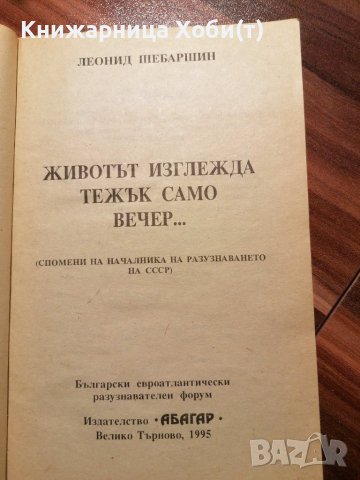 Книжарница Хоби(т)
ЛЕОНИД ШЕБАРШИН
ЖИВОТЪТ ИЗГЛЕЖДА
ТЕЖЪК САМО
ВЕЧЕР...
(СПОМЕНИ НА НАЧАЛНИКА НА РАЗУЗНАВАНЕТО
НА СССР)
Български евроатлантически
разузнавателен форум
Издателство • АБАГАР •
Велико Търново, 1995
BAZAR